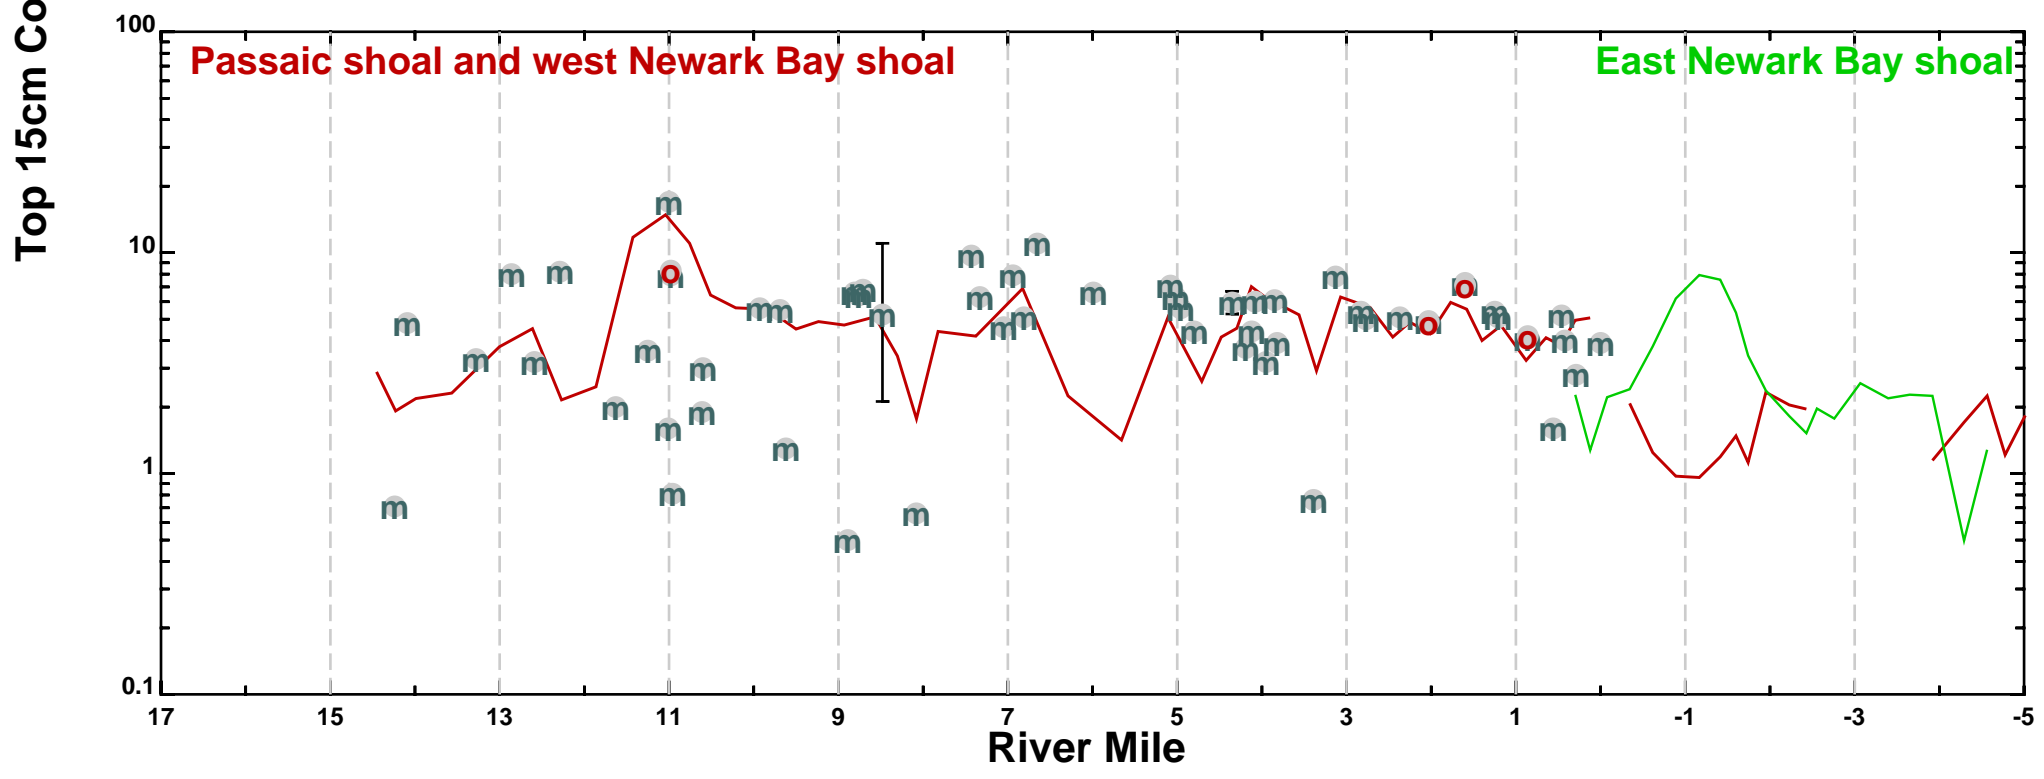 Top 15cm Co
Passaic shoal and west Newark Bay shoal
East Newark Bay shoal
100
10
1
0.1
17 15 13 11 9 7 5 3 1 -1 -3 -5
River Mile